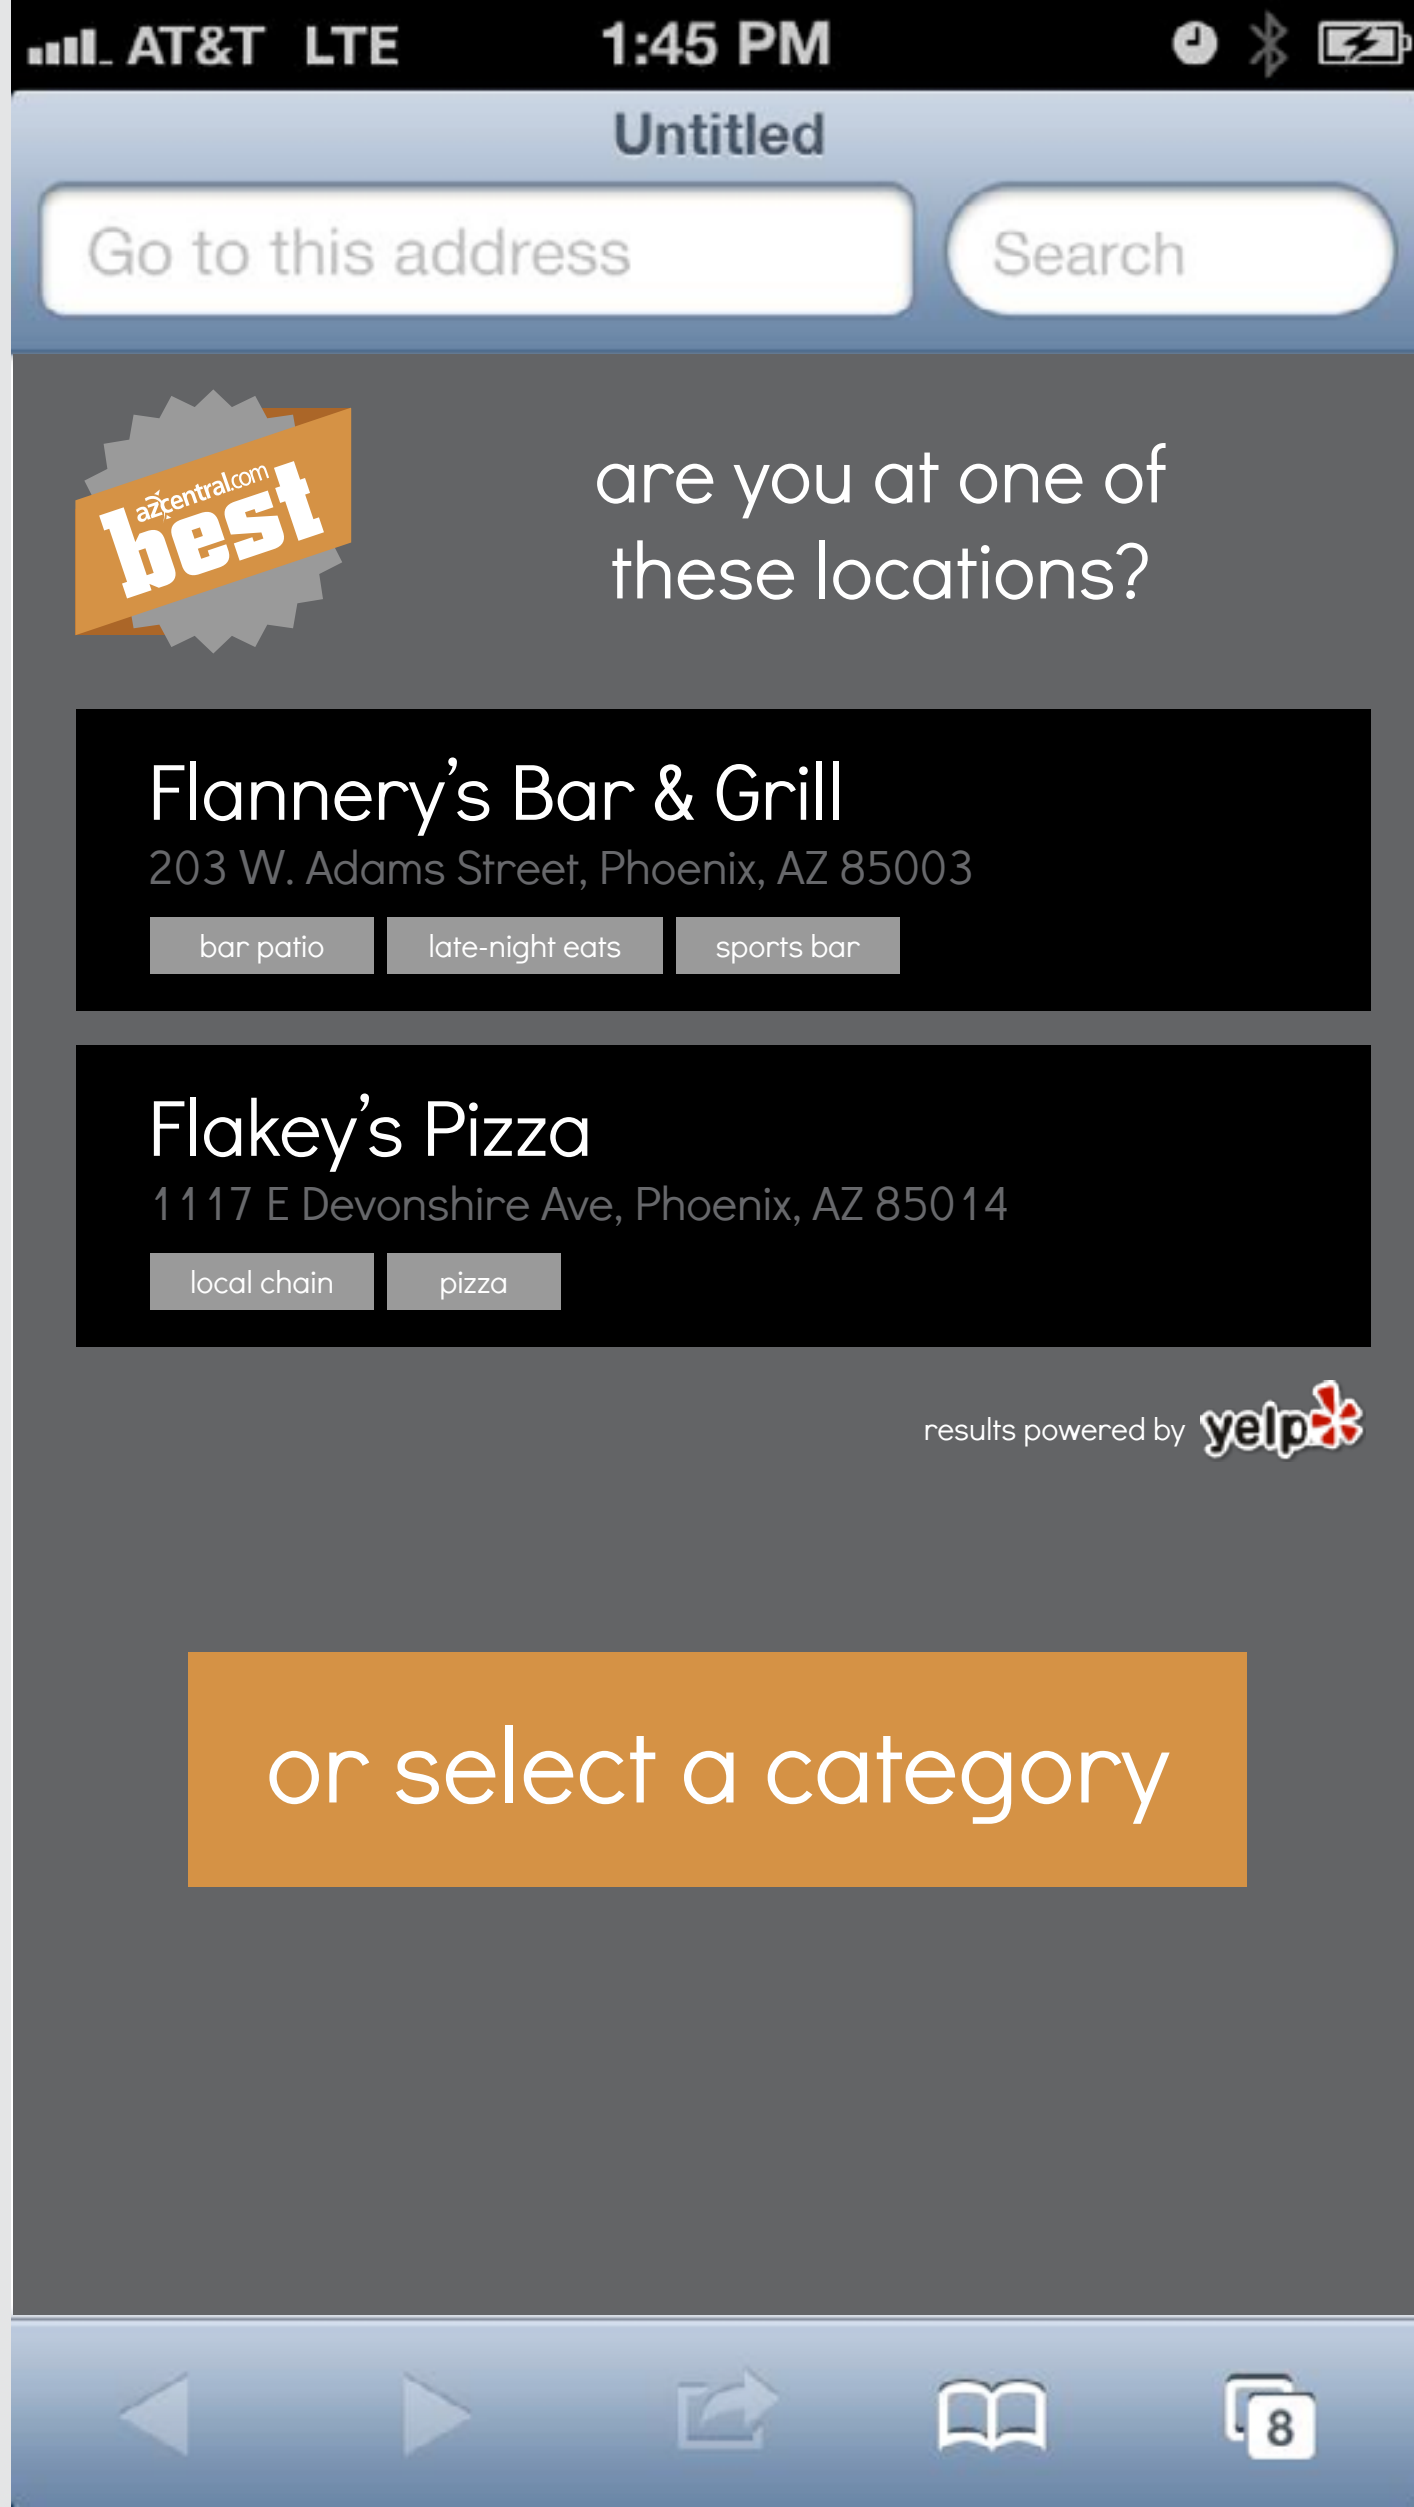 AT&T LTE 1:45 PM
Untitled
Go to this address Search
azcentral.com
best
are you at one of
these locations?
Flannery’s Bar & Grill
203 W. Adams Street, Phoenix, AZ 85003
bar patio late-night eats sports bar
Flakey’s Pizza
1117 E Devonshire Ave, Phoenix, AZ 85014
local chain pizza
results powered by yelp
or select a category
8